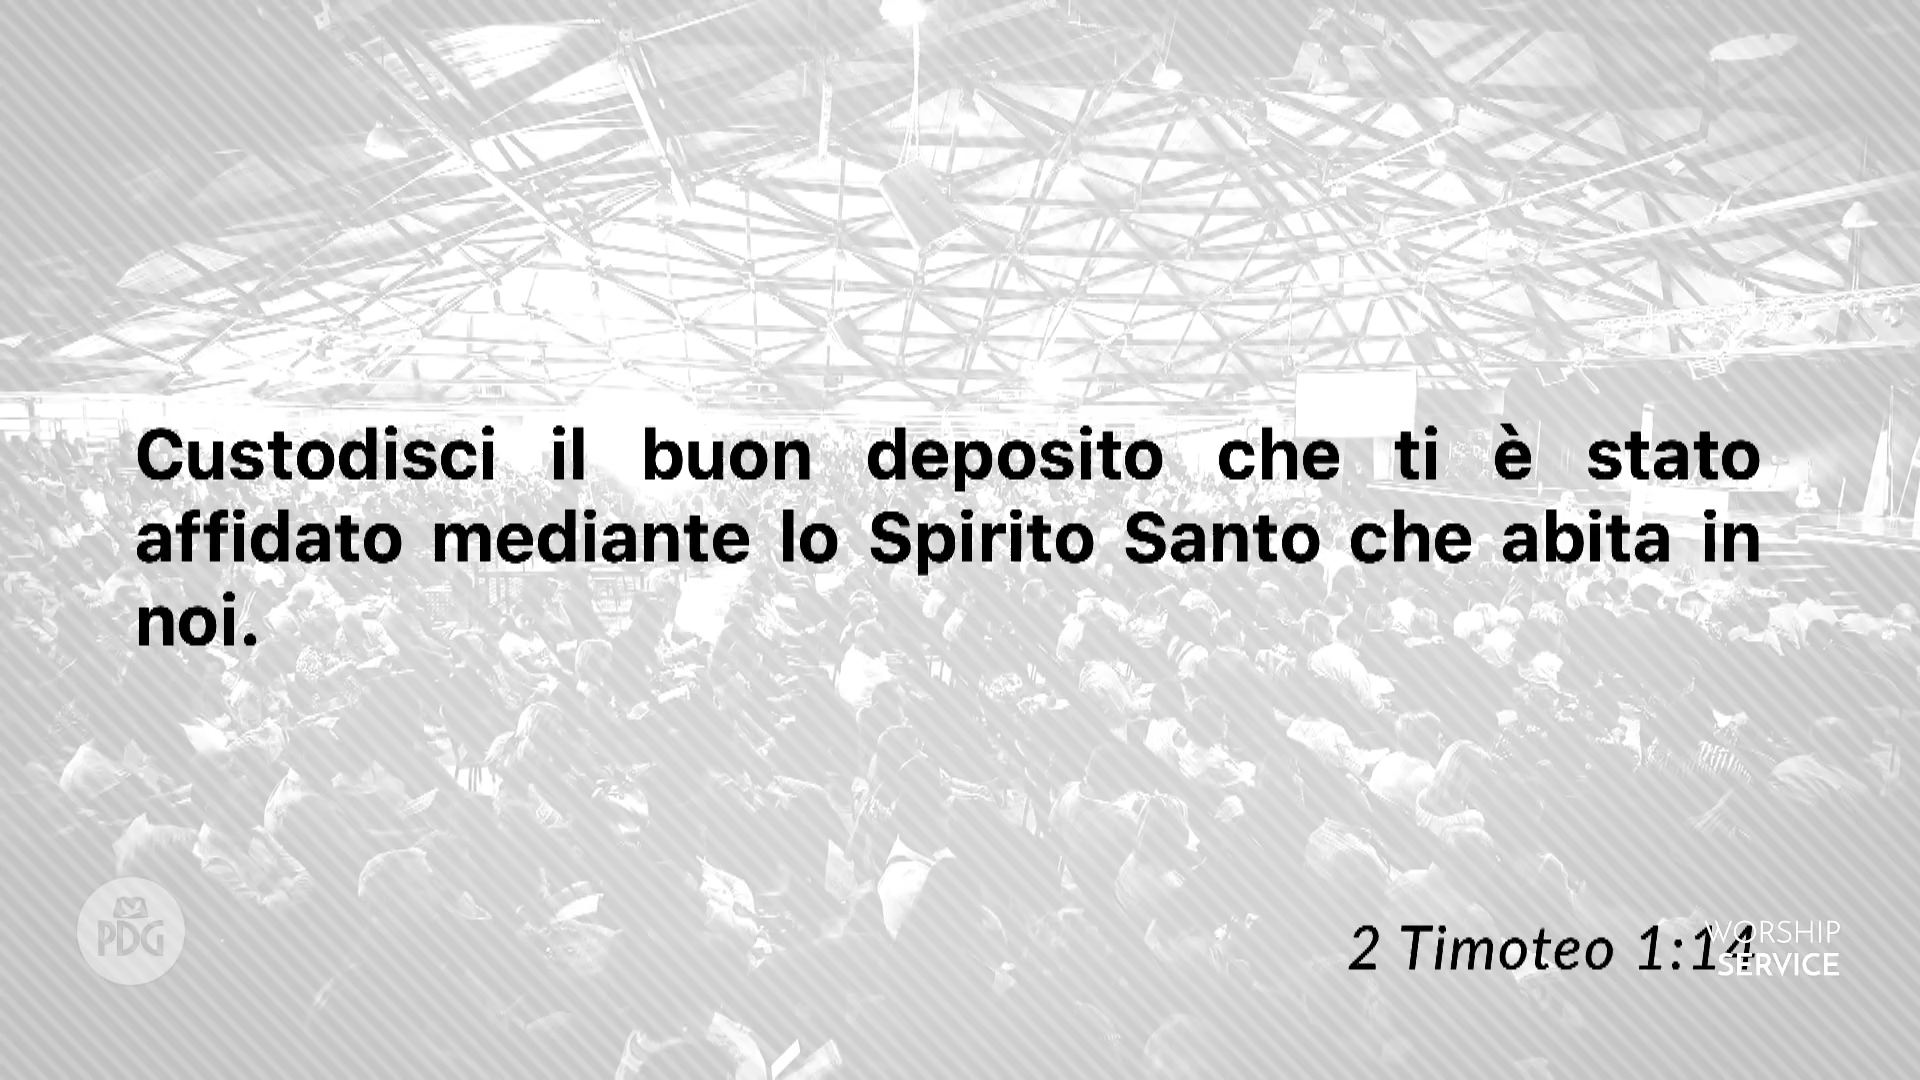 Custodisci il buon deposito che ti è stato
affidato mediante lo Spirito Santo che abita in
noi.
PDG
2 Timoteo 1:14
WORSHIP
SERVICE